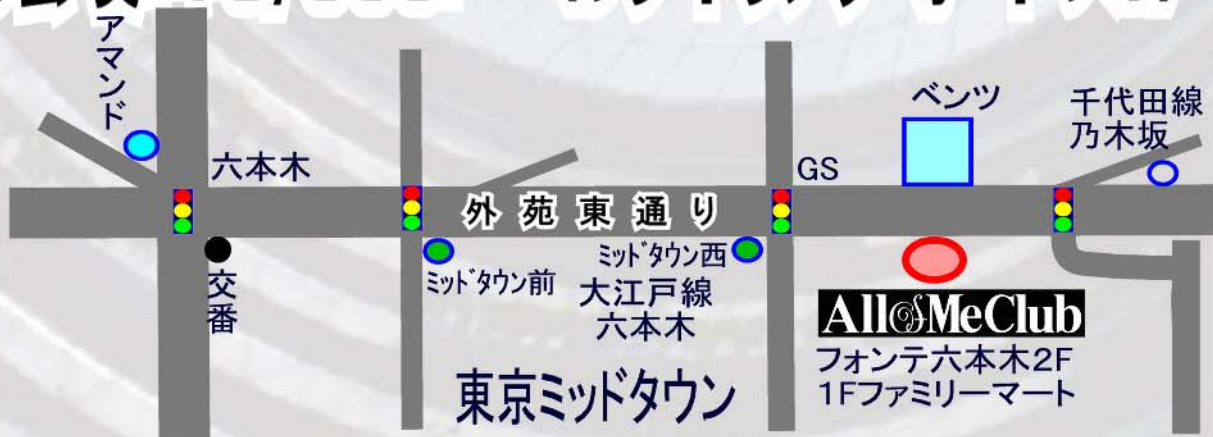 アマンド
六本木
交番
外苑東通り
ミッドタウン前
ミッドタウン西
大江戸線
六本木
東京ミッドタウン
GS
ベンツ
千代田線
乃木坂
All of Me Club
フォンテ六本木2F
1Fファミリーマート